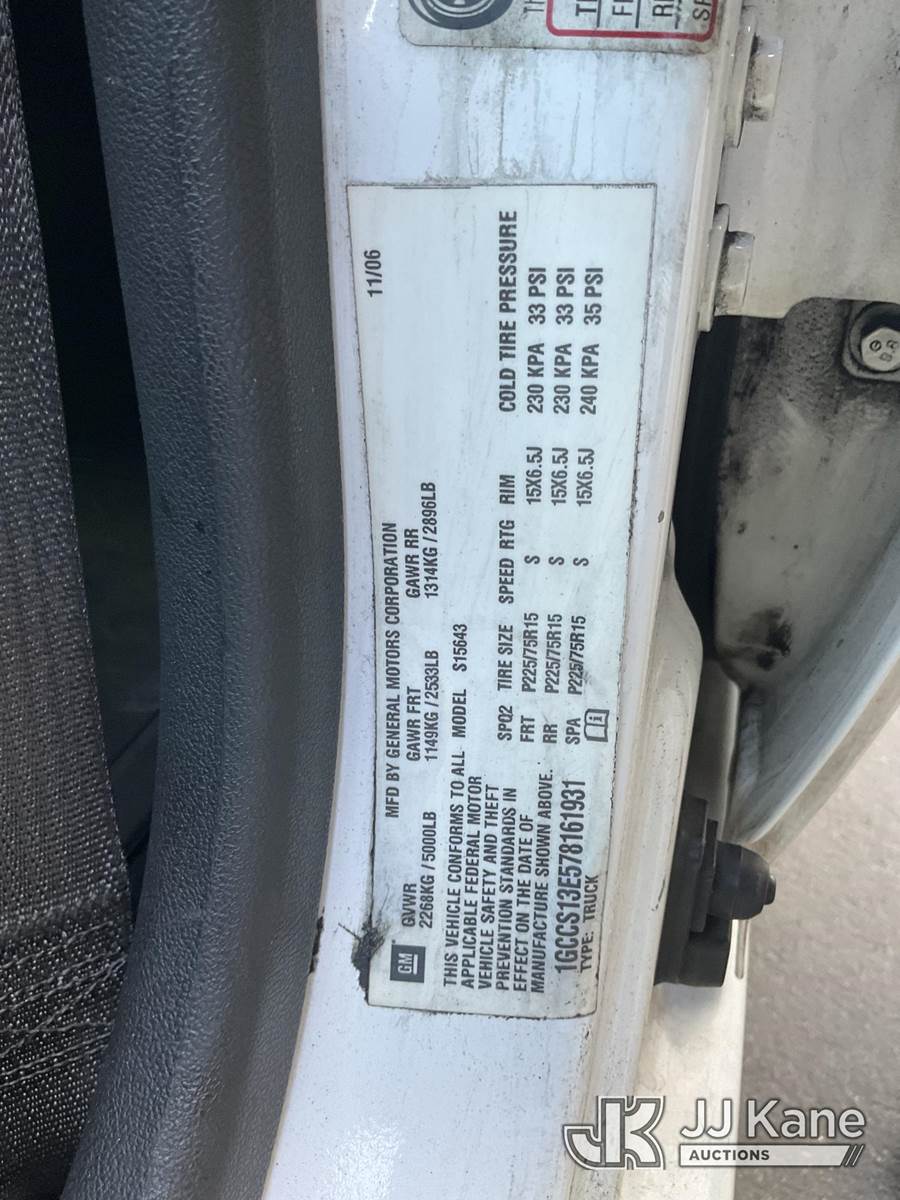 MFD BY GENERAL MOTORS CORPORATION 11/06
GM
GVWR GAWR FRT GAWR RR
2268KG/5000LB 1149KG/2533LB 1314KG/2896LB
THIS VEHICLE CONFORMS TO ALL
APPLICABLE FEDERAL MOTOR
VEHICLE SAFETY AND THEFT
PREVENTION STANDARDS IN
EFFECT ON THE DATE OF
MANUFACTURE SHOWN ABOVE.
1GCCS13E578161931
TYPE: TRUCK
MODEL S15643
SPO2 TIRE SIZE SPEED RTG RIM COLD TIRE PRESSURE
FRT P225/75R15 S 15X6.5J 230 KPA 33 PSI
RR P225/75R15 S 15X6.5J 230 KPA 33 PSI
SPA P225/75R15 S 15X6.5J 240 KPA 35 PSI
JK JJ Kane
AUCTIONS